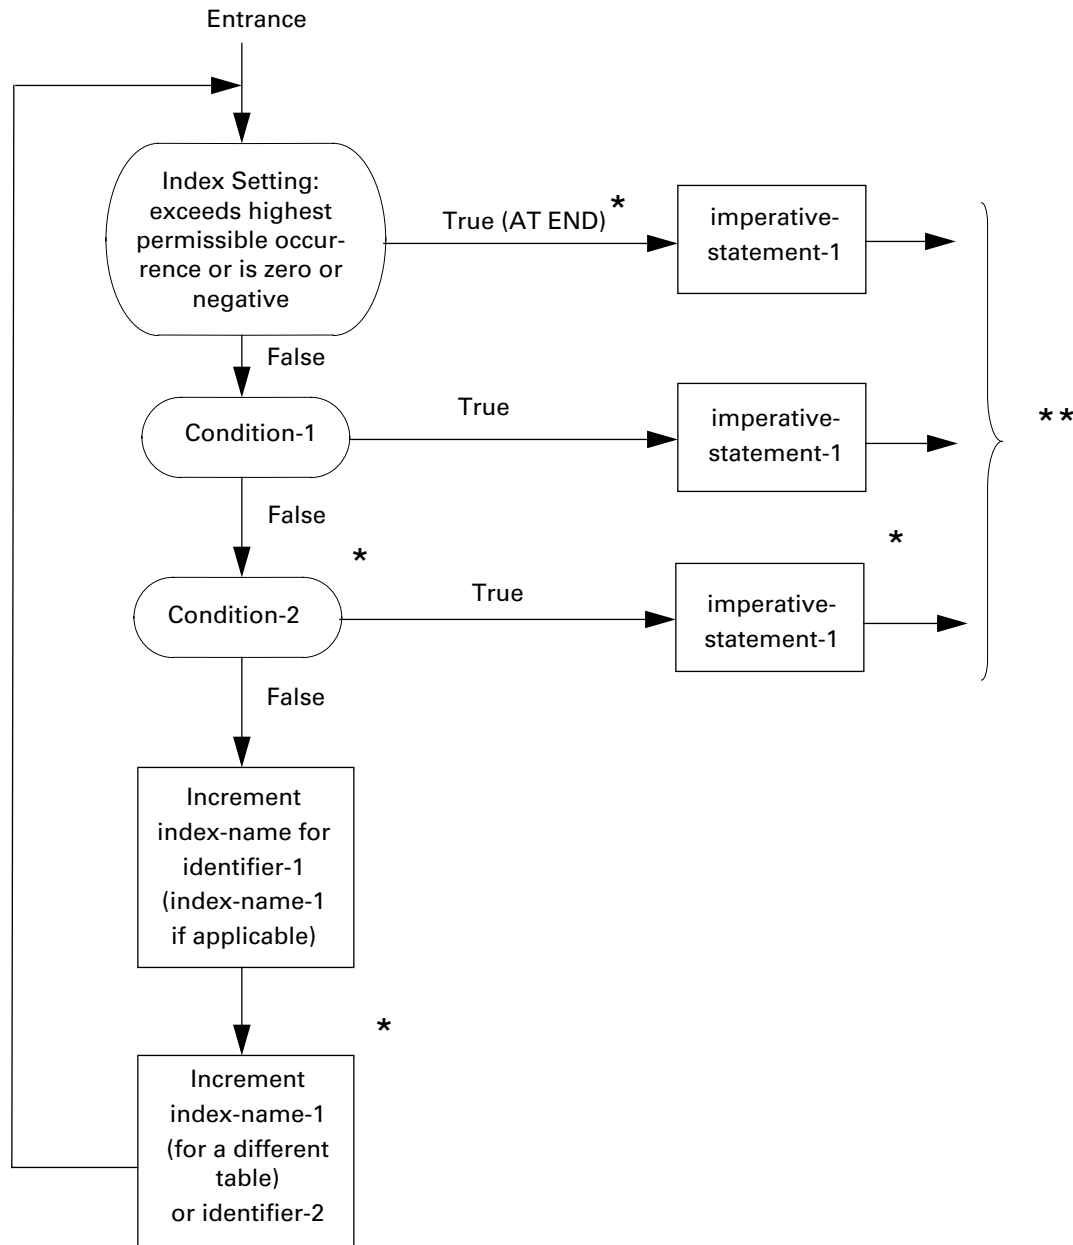 Entrance
Index Setting:
exceeds highest
permissible occur-
rence or is zero or
negative
True (AT END) *
imperative-
statement-1
False
Condition-1
True
imperative-
statement-1
**
False
*
Condition-2
True
*
imperative-
statement-1
False
Increment
index-name for
identifier-1
(index-name-1
if applicable)
*
Increment
index-name-1
(for a different
table)
or identifier-2